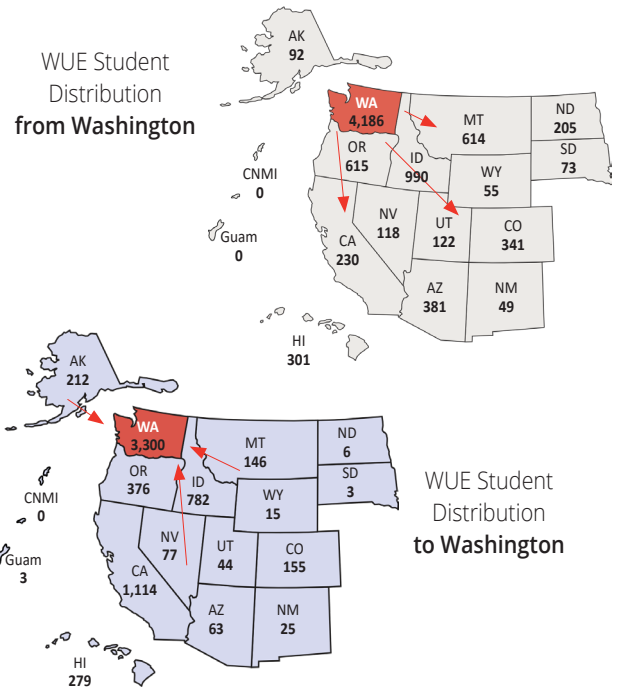 WUE Student
Distribution
from Washington
AK
92
WA
4,186
MT
614
ND
205
SD
73
OR
615
ID
990
WY
55
CNMI
0
Guam
0
CA
230
NV
118
UT
122
CO
341
AZ
381
NM
49
HI
301
AK
212
WA
3,300
MT
146
ND
6
SD
3
OR
376
ID
782
WY
15
CNMI
0
Guam
3
CA
1,114
NV
77
UT
44
CO
155
AZ
63
NM
25
HI
279
WUE Student
Distribution
to Washington